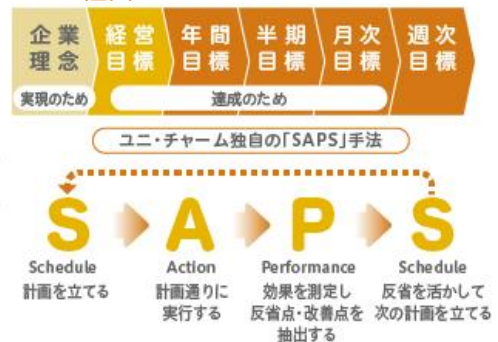 企業理念
経営目標
年間目標
半期目標
月次目標
週次目標
実現のため
達成のため
ユニ・チャーム独自の「SAPS」手法
S
A
P
S
Schedule
計画を立てる
Action
計画通りに
実行する
Performance
効果を測定し
反省点・改善点を
抽出する
Schedule
反省を活かして
次の計画を立てる